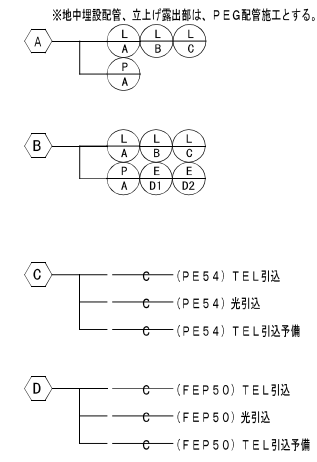 ※地中埋設配管、立上げ露出部は、PEG配管施工とする。
A L/A L/B L/C
P/A
B L/A L/B L/C
P/A E/D1 E/D2
C C (PE54) TEL引込
C (PE54) 光引込
C (PE54) TEL引込予備
D C (FEP50) TEL引込
C (FEP50) 光引込
C (FEP50) TEL引込予備